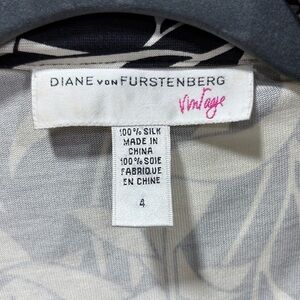 DIANE VON FURSTENBERG
vintage
100% SILK
MADE IN
CHINA
100% SOIE
FABRIQUE
EN CHINE
4